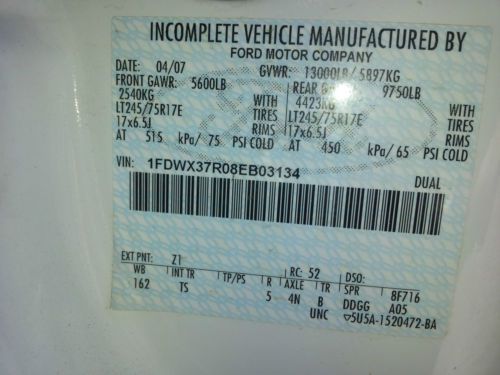 INCOMPLETE VEHICLE MANUFACTURED BY
FORD MOTOR COMPANY
DATE: 04/07 GVWR: 13000LB/ 5897KG
FRONT GAWR: 5600LB REAR 9750LB
2540KG WITH 4423KG WITH
LT245/75R17E TIRES LT245/75R17E TIRES
17x6.5J RIMS 17x6.5J RIMS
AT 515 kPa/ 75 PSI COLD AT 450 kPa/ 65 PSI COLD
VIN: 1FDWX37R08EB03134 DUAL
EXT PNT: Z1 RC: 52 DSO:
WB INT TR TP/PS R AXLE TR SPR 8F716
162 TS 5 4N B DDGG A05
UNC ▽5U5A-1520472-BA